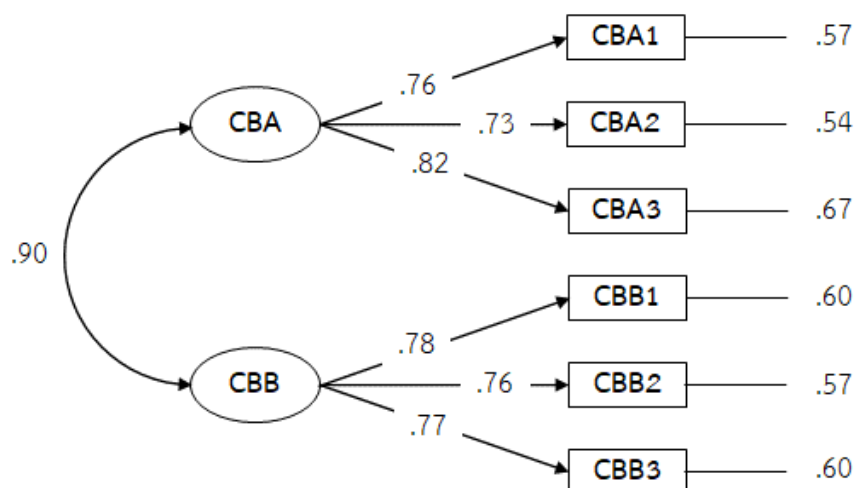 CBA1 .57
.76
CBA .73 CBA2 .54
.82
CBA3 .67
.90
CBB1 .60
.78
CBB .76 CBB2 .57
.77
CBB3 .60